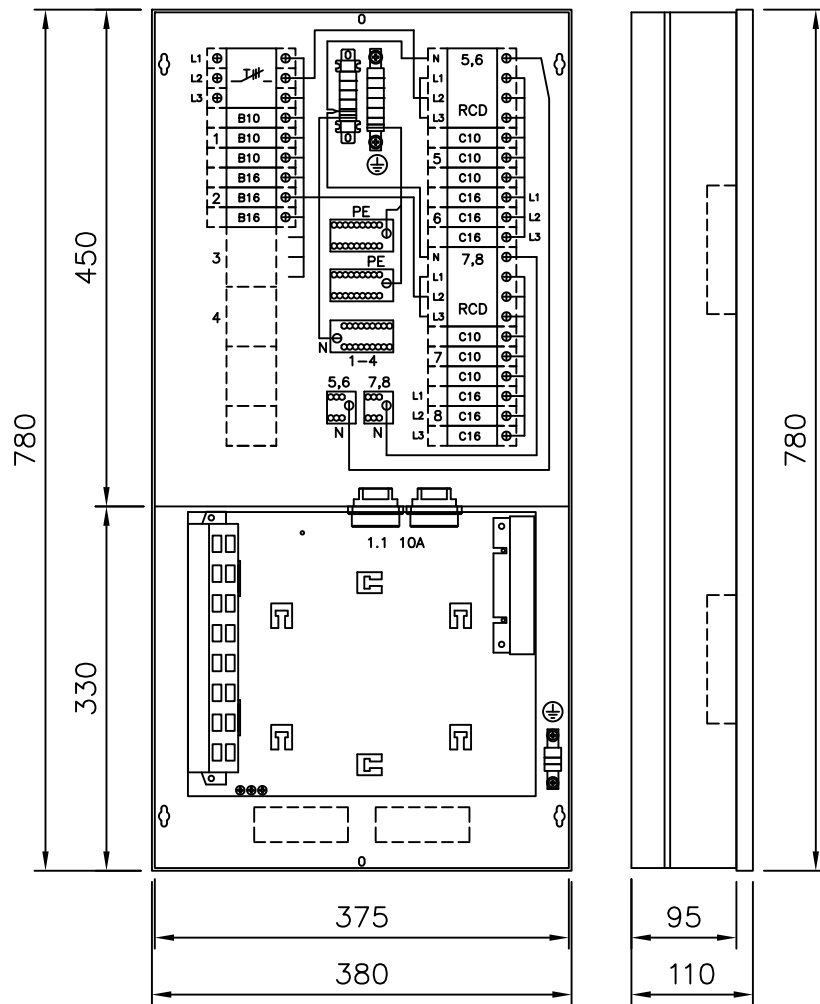 450
330
780
780
375
380
95
110
L1
L2
L3
B10
1 B10
B10
B16
2 B16
B16
3
4
N 5,6
L1
L2 RCD
L3
C10
5 C10
C10
C16 L1
6 C16 L2
C16 L3
N 7,8
L1
L2 RCD
L3
C10
7 C10
C10
L1 C16
L2 8 C16
L3 C16
PE
PE
N
1-4
5,6 7,8
N N
1.1 10A